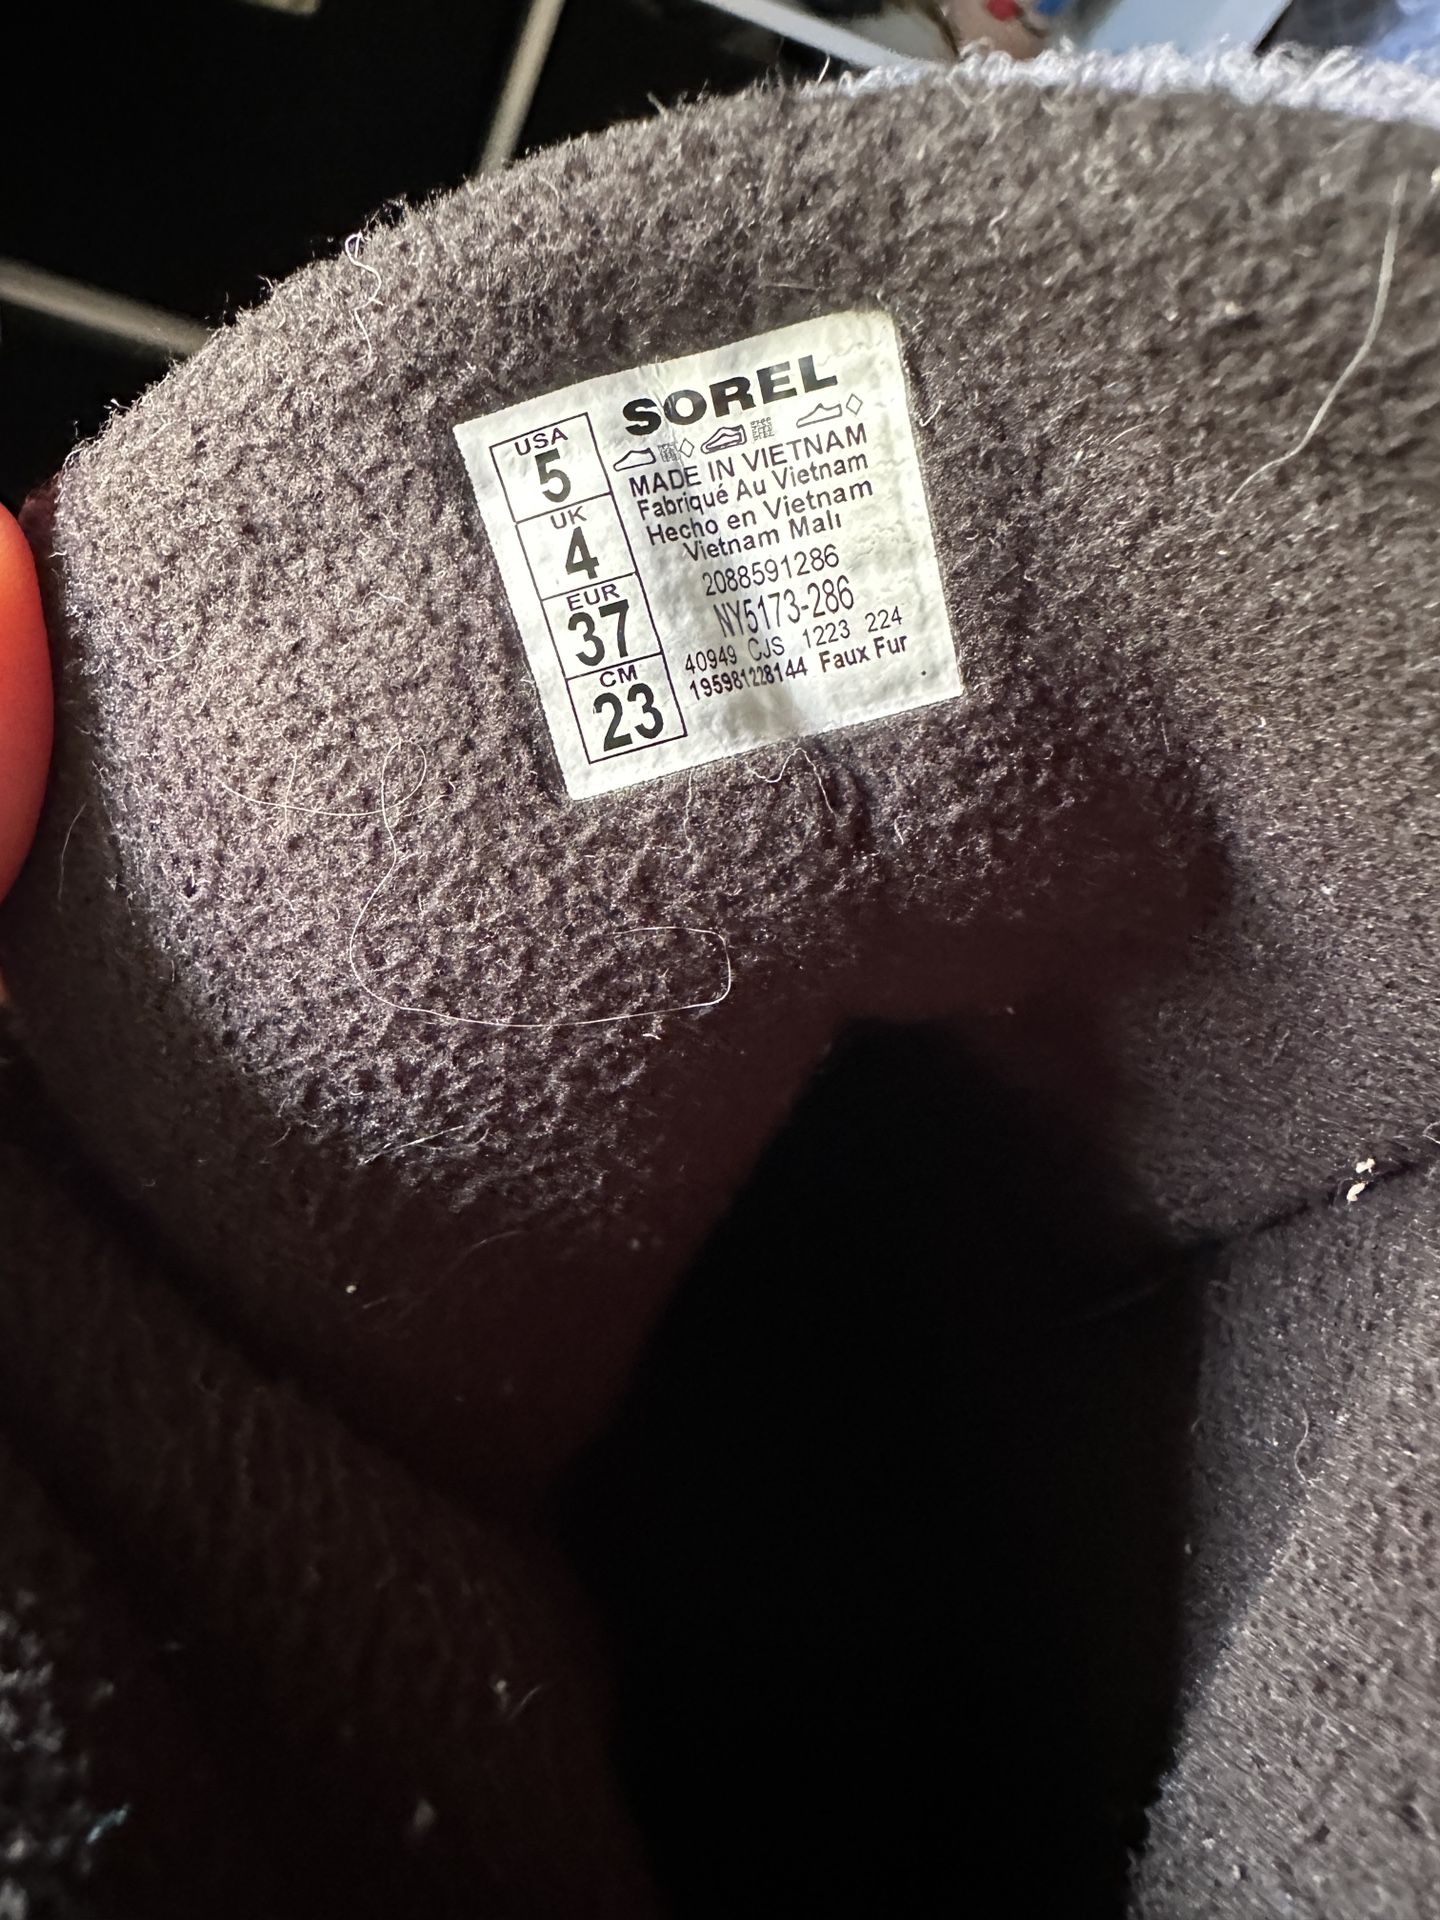 SOREL
USA
5
UK
4
EUR
37
CM
23
MADE IN VIETNAM
Fabriqué Au Vietnam
Hecho en Vietnam
Vietnam Malı
2088591286
NY5173-286
40949 CJS 1223 224
195981228144 Faux Fur